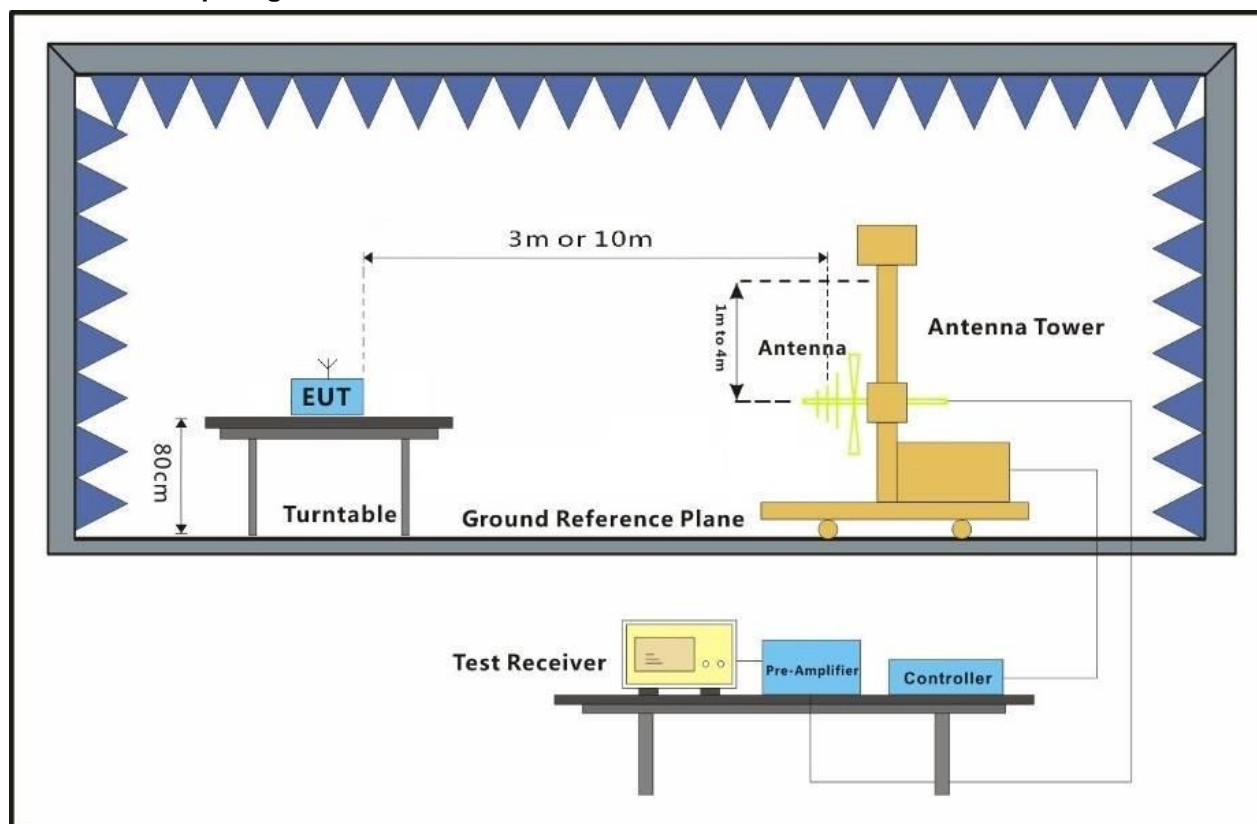 3m or 10m
1m to 4m
Antenna
Antenna Tower
EUT
80cm
Turntable
Ground Reference Plane
Test Receiver
Pre-Amplifier
Controller